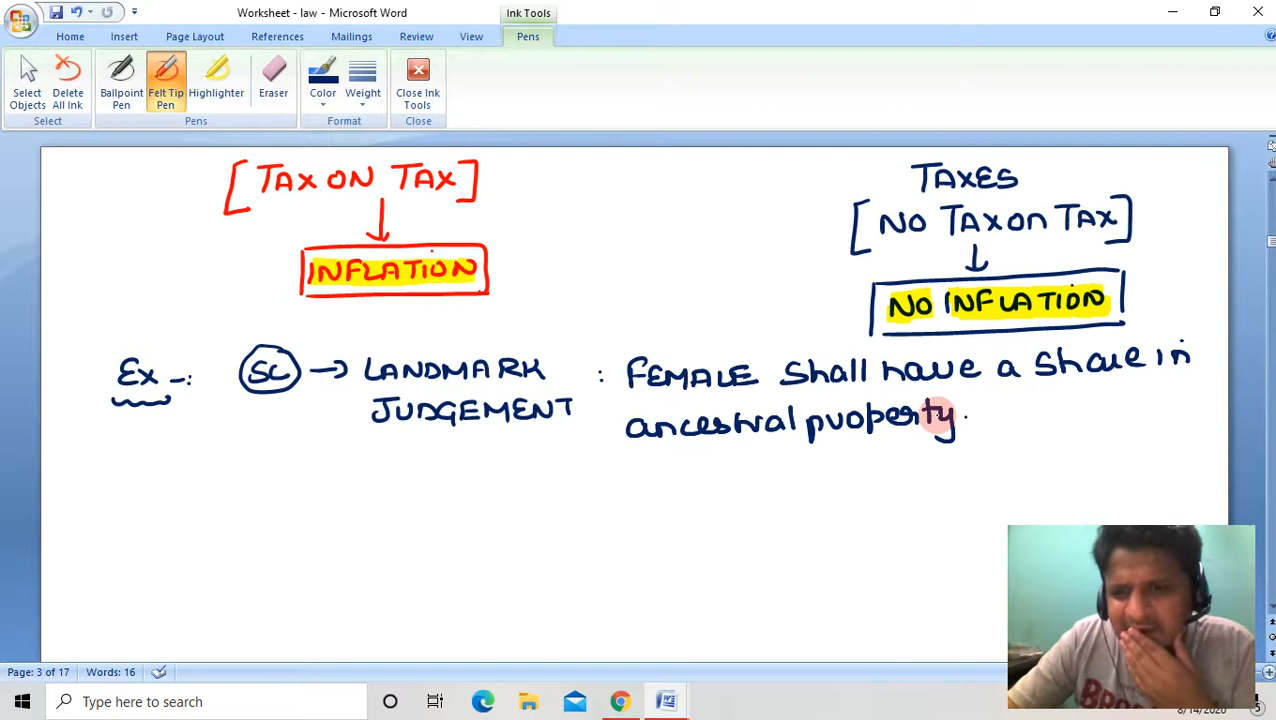 Worksheet - law - Microsoft Word
Ink Tools
Home Insert Page Layout References Mailings Review View Pens
Select Objects
Delete All Ink
Ballpoint Pen
Felt Tip Pen
Highlighter
Eraser
Color
Weight
Close Ink Tools
Select Pens Format Close
[TAX ON TAX]
INFLATION
TAXES
[NO TAX ON TAX]
NO INFLATION
Ex -: SC → LANDMARK JUDGEMENT : FEMALE Shall have a Share in
ancestral property.
Page: 3 of 17 Words: 16
Type here to search
8/14/2020